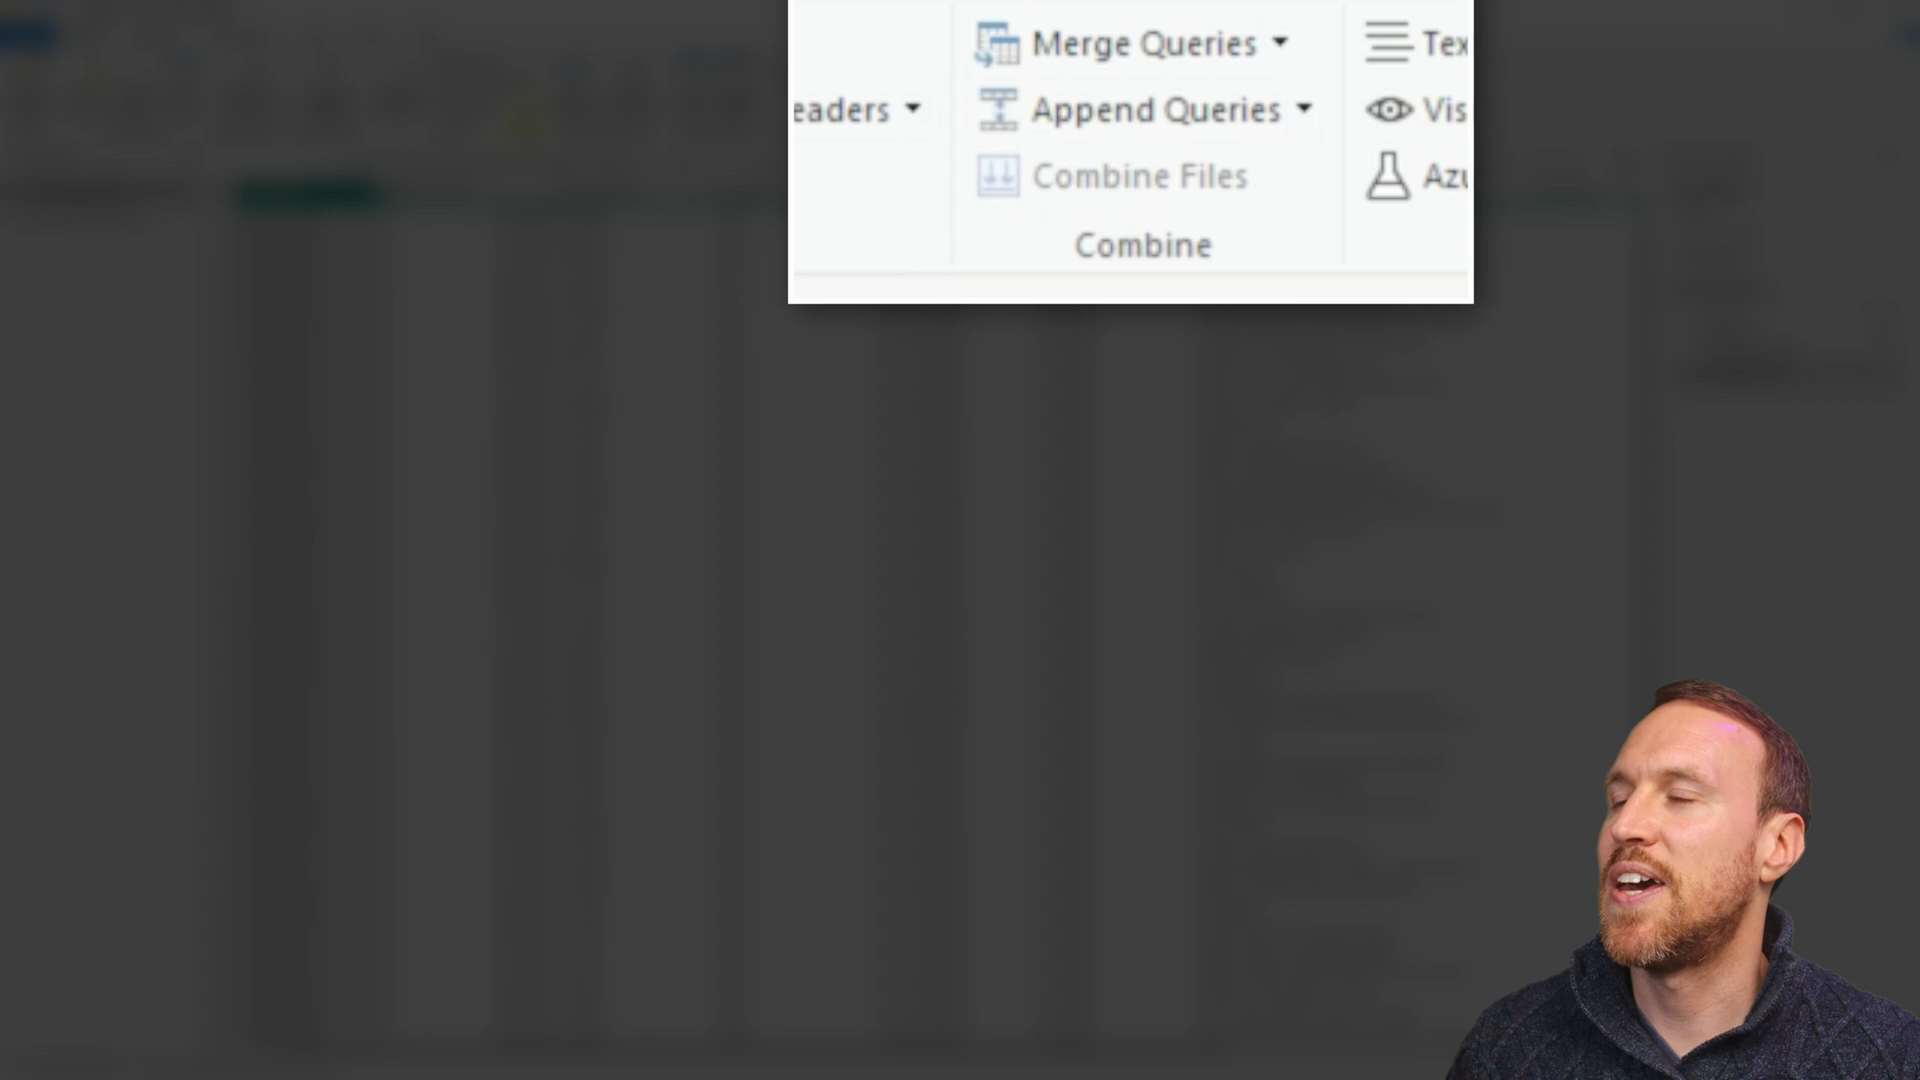 Merge Queries
Append Queries
Combine Files
Combine
eaders
Tex
Vis
Azu